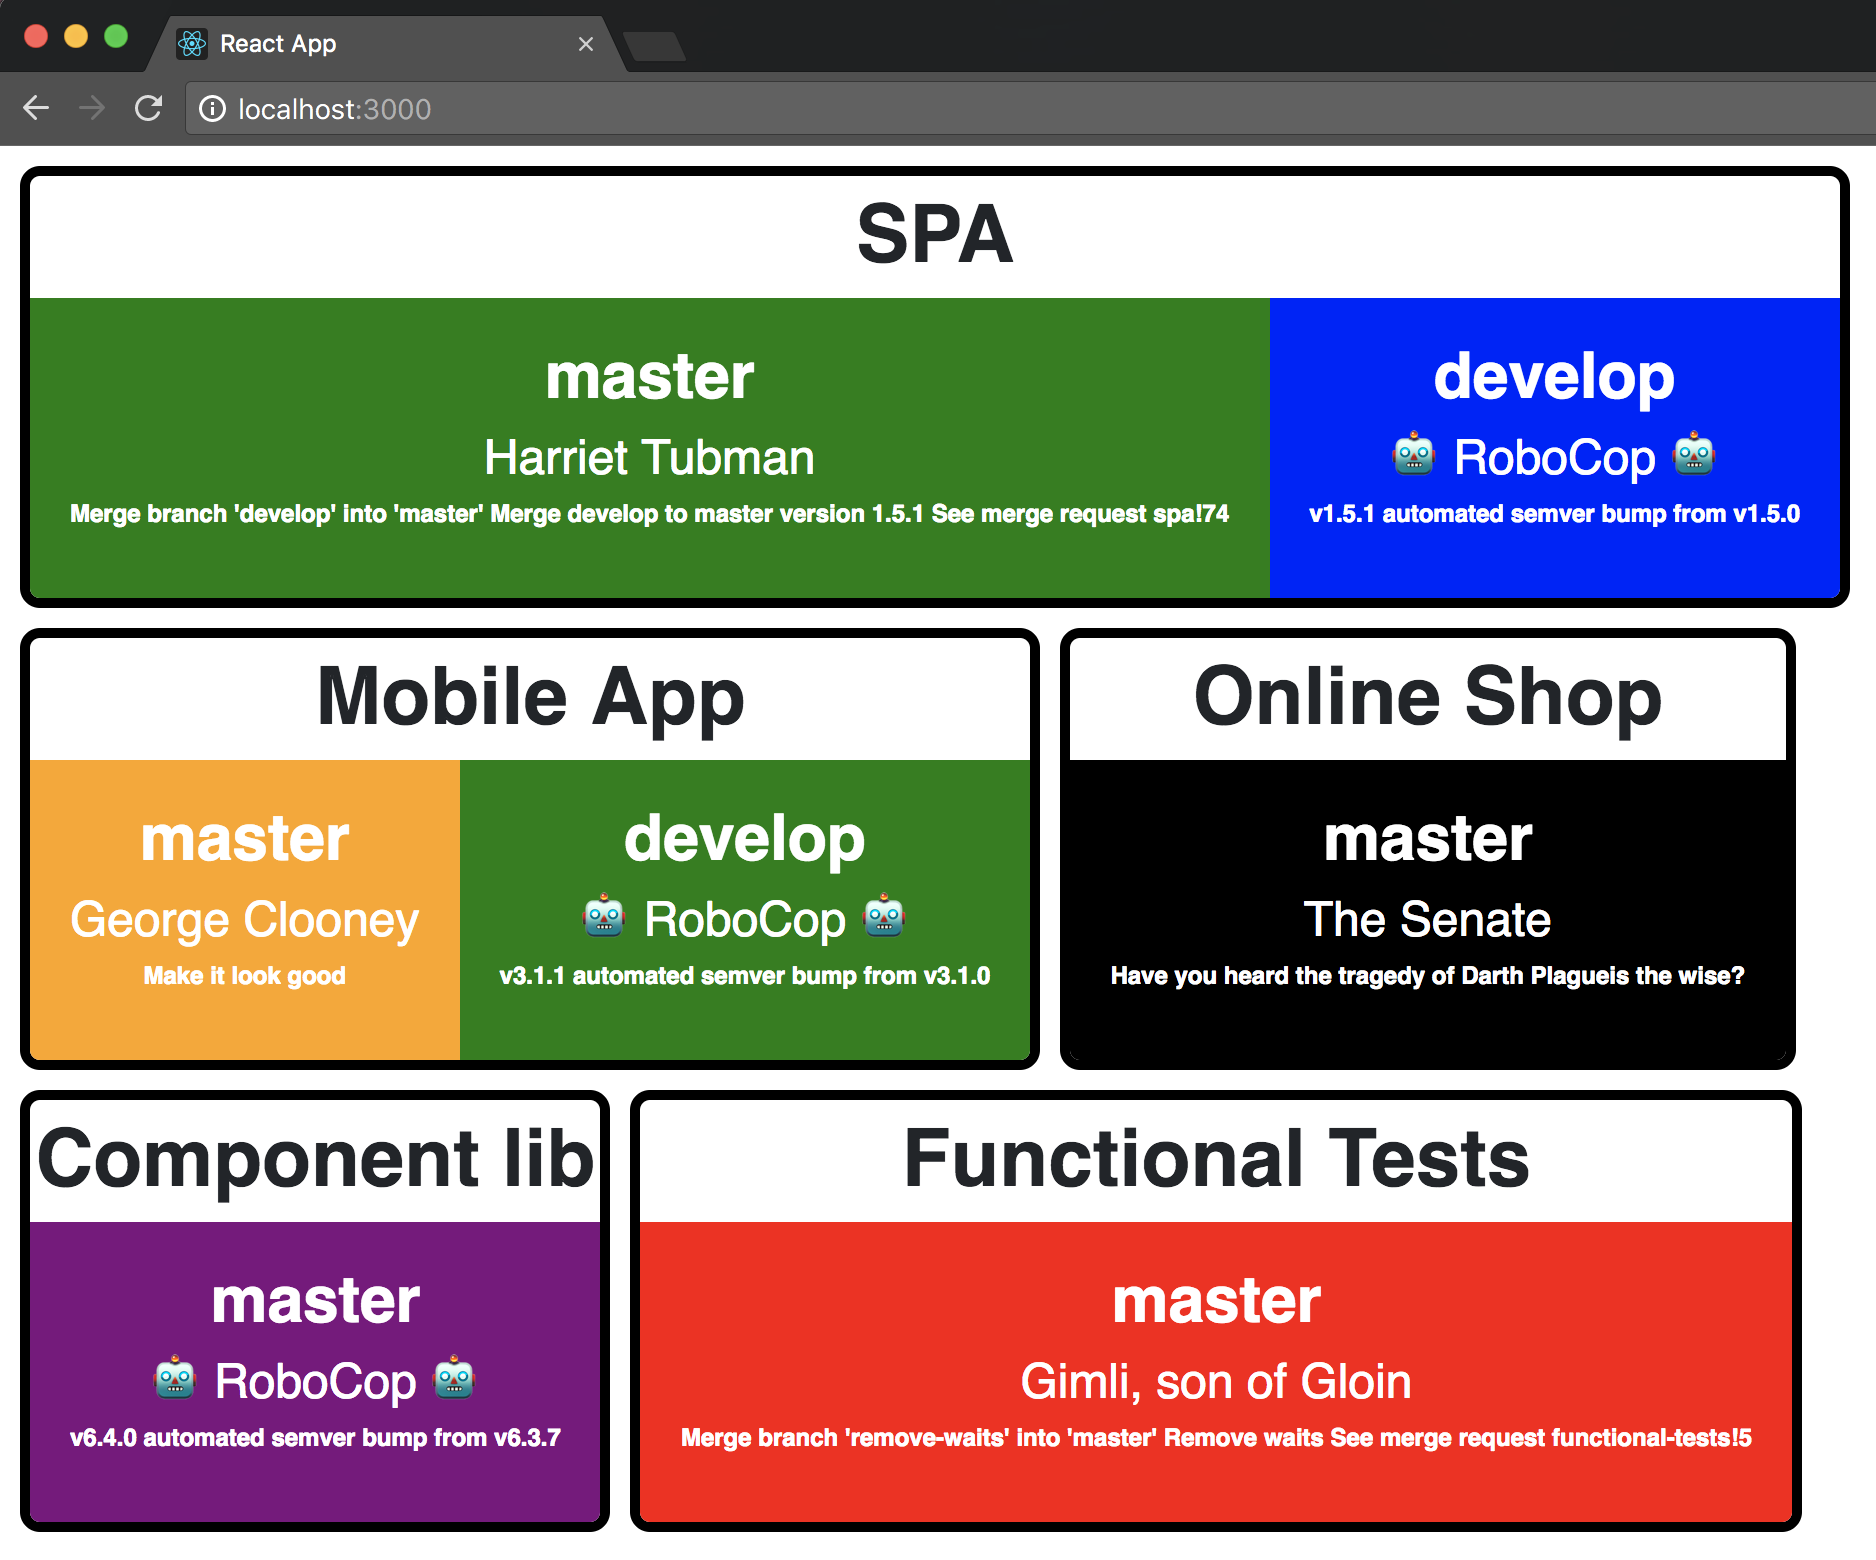 React App
localhost:3000
SPA
master
Harriet Tubman
Merge branch 'develop' into 'master' Merge develop to master version 1.5.1 See merge request spa!74
develop
🤖 RoboCop 🤖
v1.5.1 automated semver bump from v1.5.0
Mobile App
master
George Clooney
Make it look good
develop
🤖 RoboCop 🤖
v3.1.1 automated semver bump from v3.1.0
Online Shop
master
The Senate
Have you heard the tragedy of Darth Plagueis the wise?
Component lib
master
🤖 RoboCop 🤖
v6.4.0 automated semver bump from v6.3.7
Functional Tests
master
Gimli, son of Gloin
Merge branch 'remove-waits' into 'master' Remove waits See merge request functional-tests!5